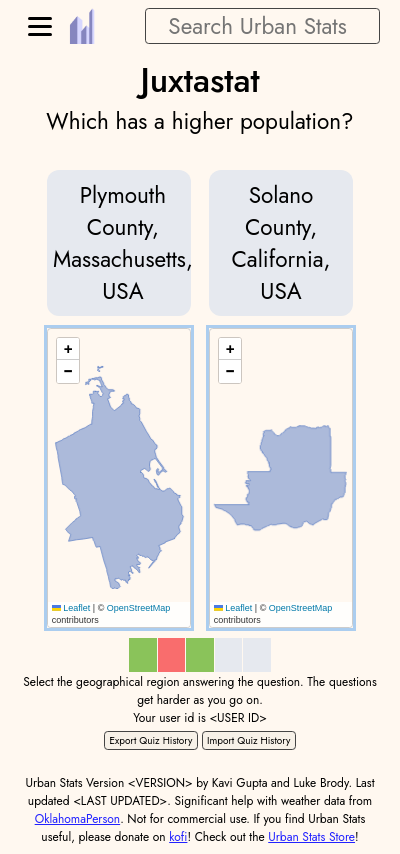 Search Urban Stats
Juxtastat
Which has a higher population?
Plymouth
County,
Massachusetts,
USA
Solano
County,
California,
USA
+
−
Leaflet | © OpenStreetMap
contributors
+
−
Leaflet | © OpenStreetMap
contributors
Select the geographical region answering the question. The questions
get harder as you go on.
Your user id is <USER ID>
Export Quiz History
Import Quiz History
Urban Stats Version <VERSION> by Kavi Gupta and Luke Brody. Last
updated <LAST UPDATED>. Significant help with weather data from
OklahomaPerson. Not for commercial use. If you find Urban Stats
useful, please donate on kofi! Check out the Urban Stats Store!